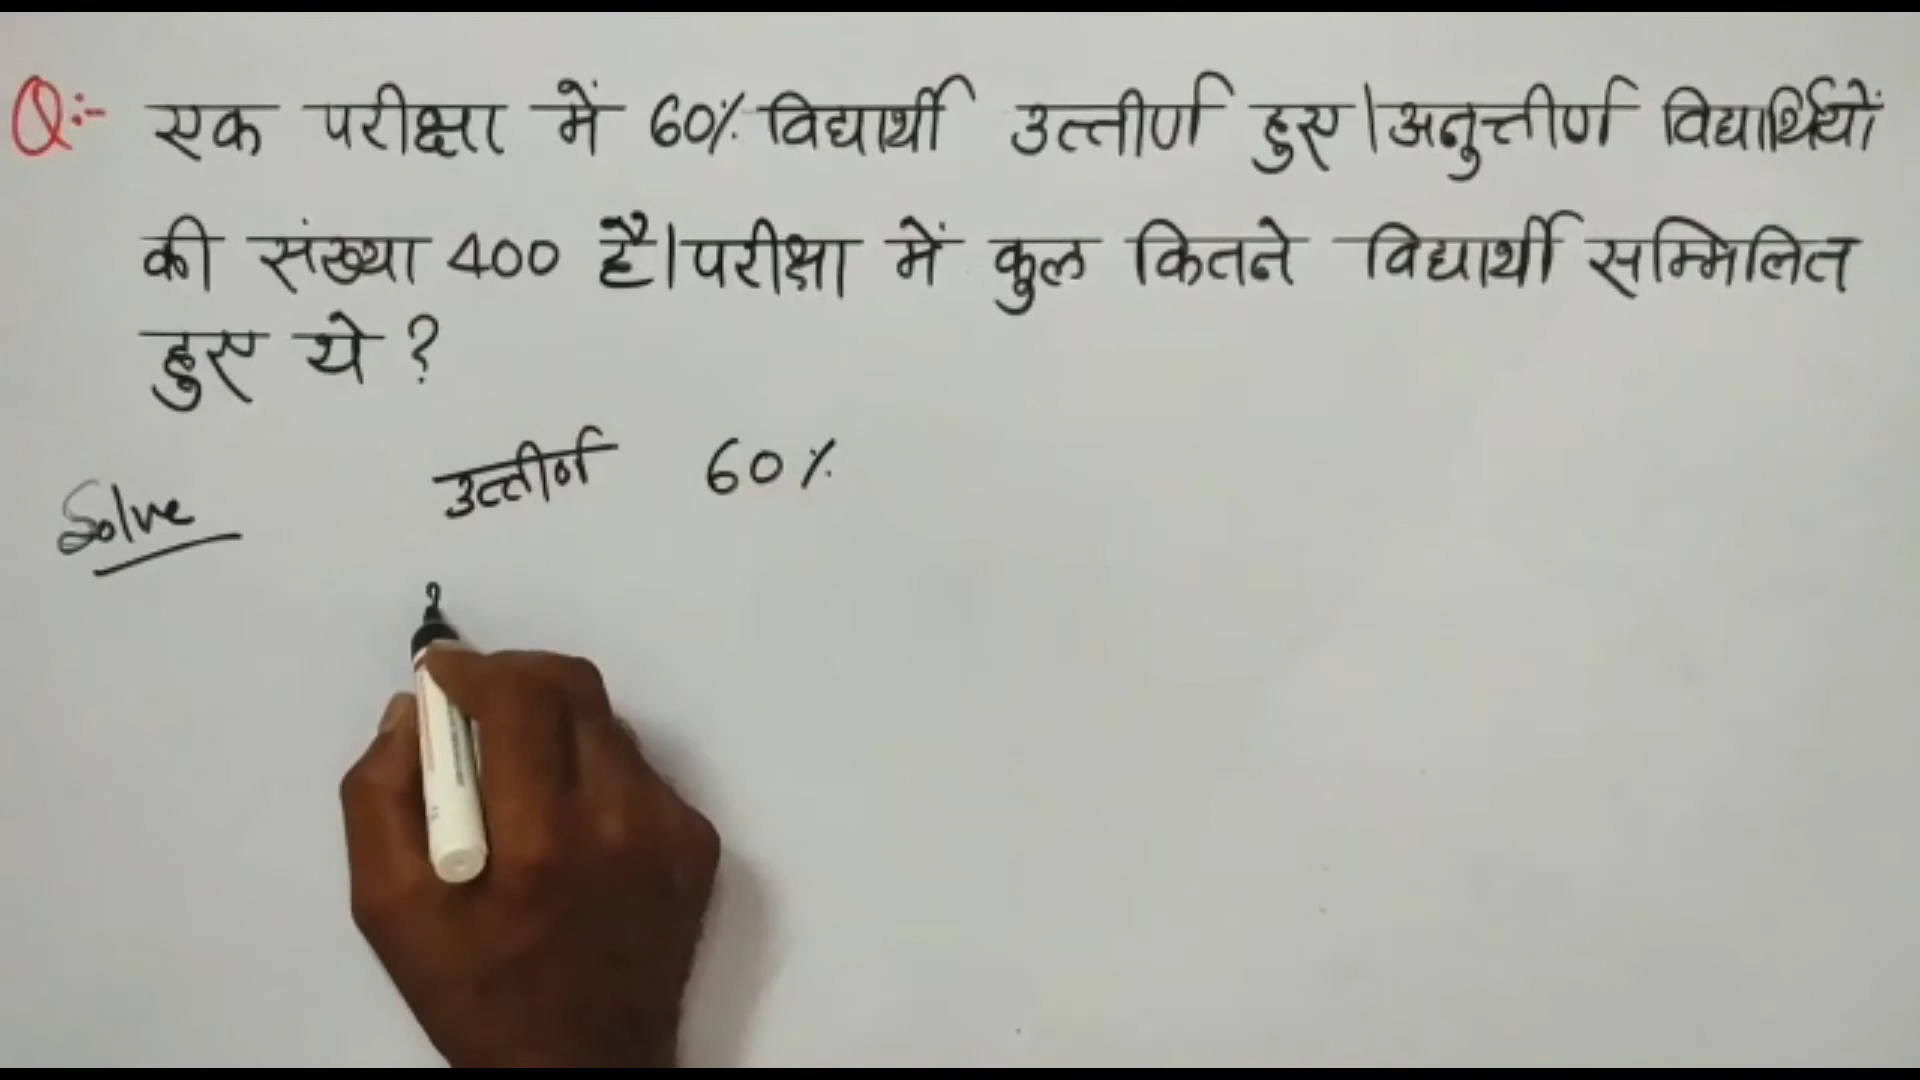 Q:- एक परीक्षा में 60% विद्यार्थी उत्तीर्ण हुए। अनुत्तीर्ण विद्यार्थियों
की संख्या 400 है। परीक्षा में कुल कितने विद्यार्थी सम्मिलित
हुए थे ?
उत्तीर्ण 60%
Solve